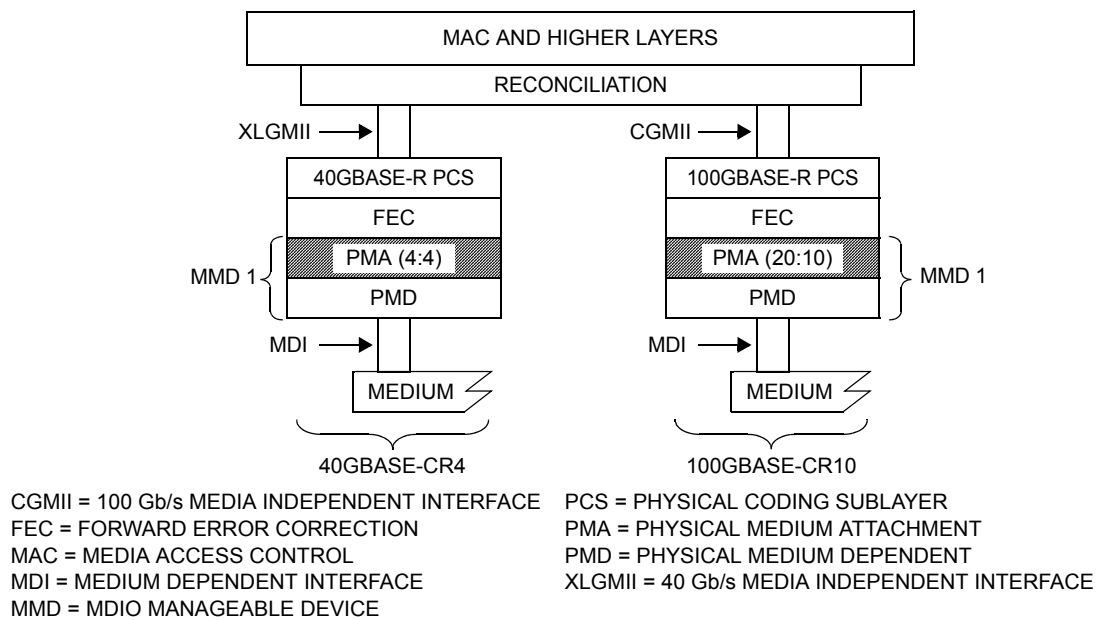 MAC AND HIGHER LAYERS
RECONCILIATION
XLGMII
CGMII
40GBASE-R PCS
100GBASE-R PCS
FEC
FEC
MMD 1
PMA (4:4)
PMA (20:10)
MMD 1
PMD
PMD
MDI
MDI
MEDIUM
MEDIUM
40GBASE-CR4
100GBASE-CR10
CGMII = 100 Gb/s MEDIA INDEPENDENT INTERFACE
FEC = FORWARD ERROR CORRECTION
MAC = MEDIA ACCESS CONTROL
MDI = MEDIUM DEPENDENT INTERFACE
MMD = MDIO MANAGEABLE DEVICE
PCS = PHYSICAL CODING SUBLAYER
PMA = PHYSICAL MEDIUM ATTACHMENT
PMD = PHYSICAL MEDIUM DEPENDENT
XLGMII = 40 Gb/s MEDIA INDEPENDENT INTERFACE